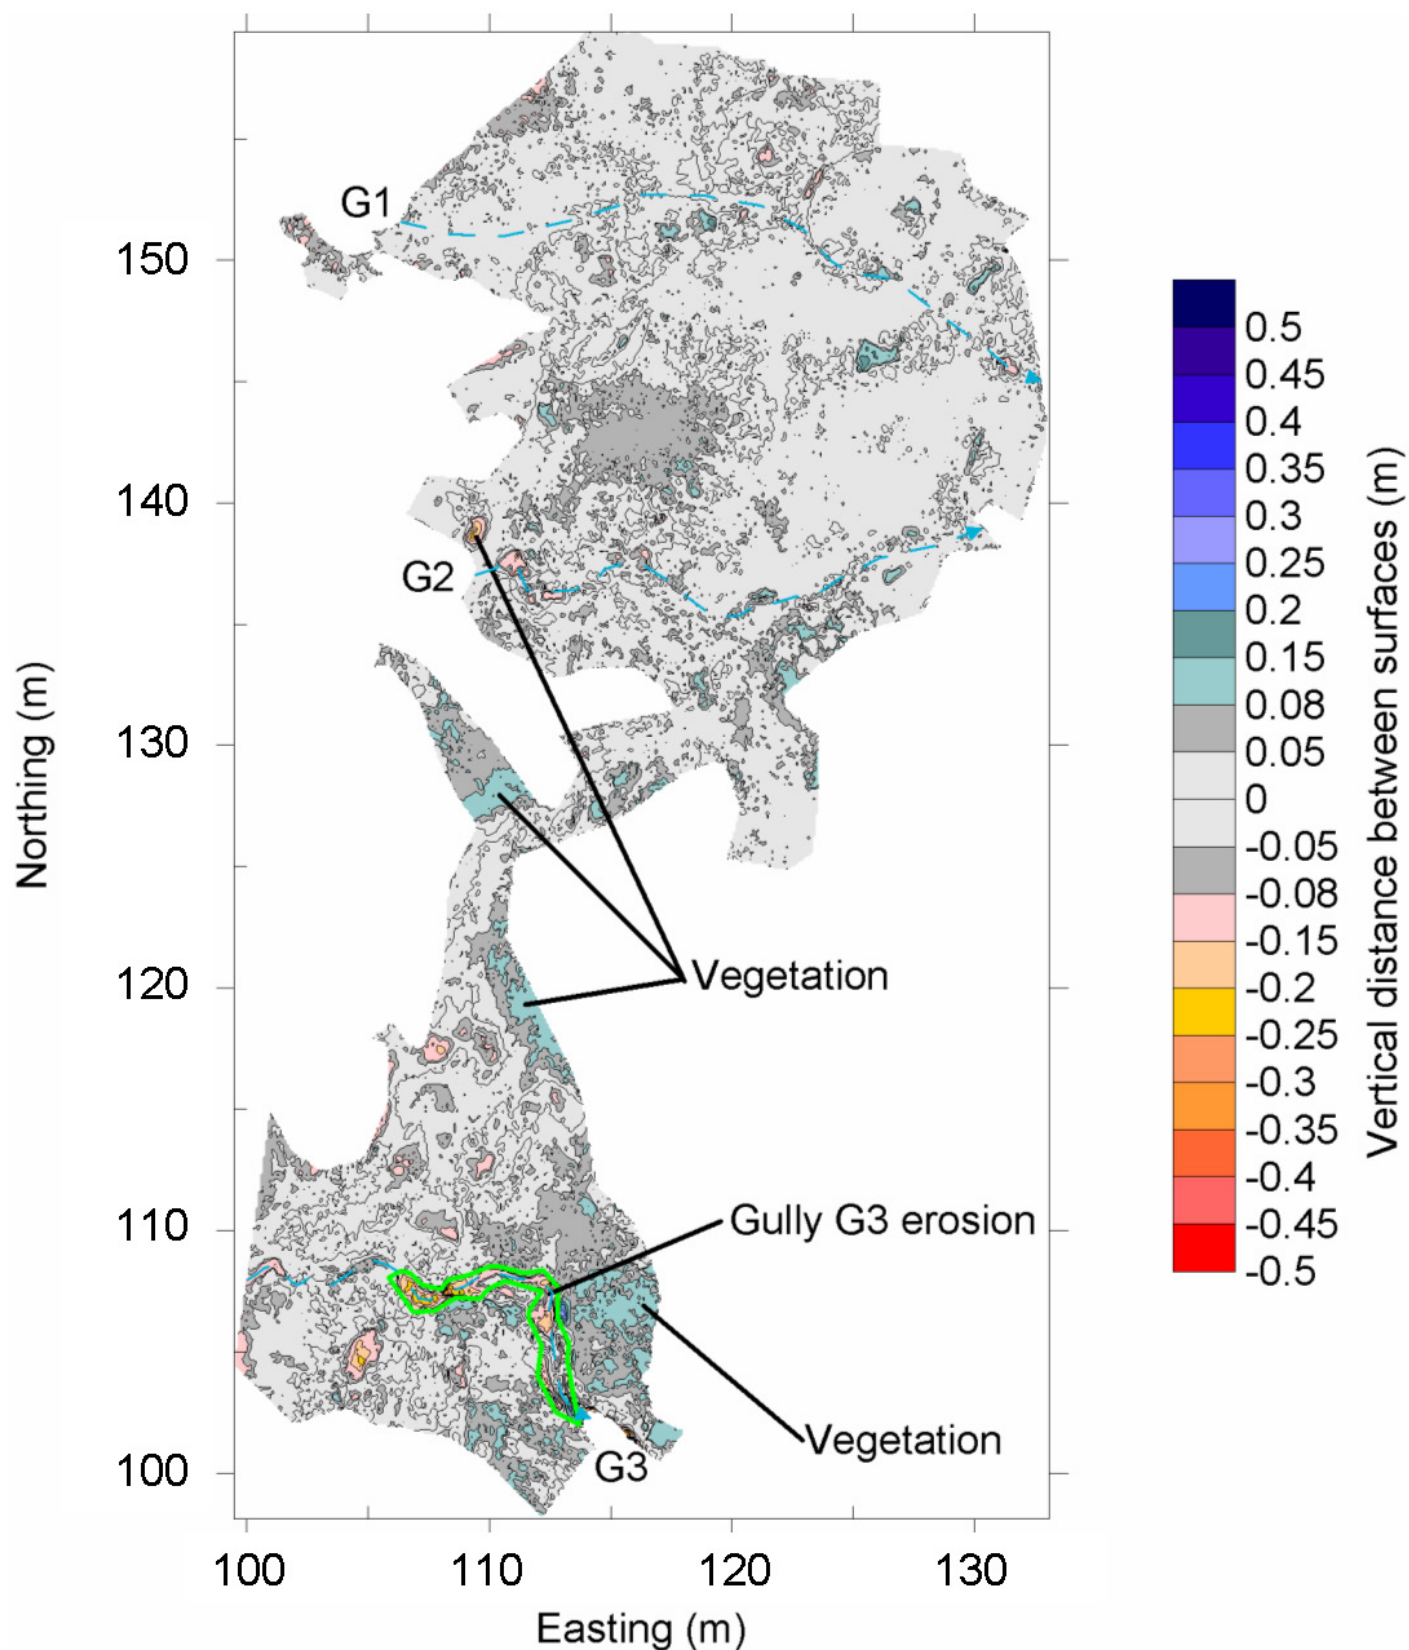 G1
150
140
G2
130
120
Vegetation
110
Gully G3 erosion
Vegetation
100
G3
100 110 120 130
Easting (m)
Northing (m)
0.5
0.45
0.4
0.35
0.3
0.25
0.2
0.15
0.08
0.05
0
-0.05
-0.08
-0.15
-0.2
-0.25
-0.3
-0.35
-0.4
-0.45
-0.5
Vertical distance between surfaces (m)